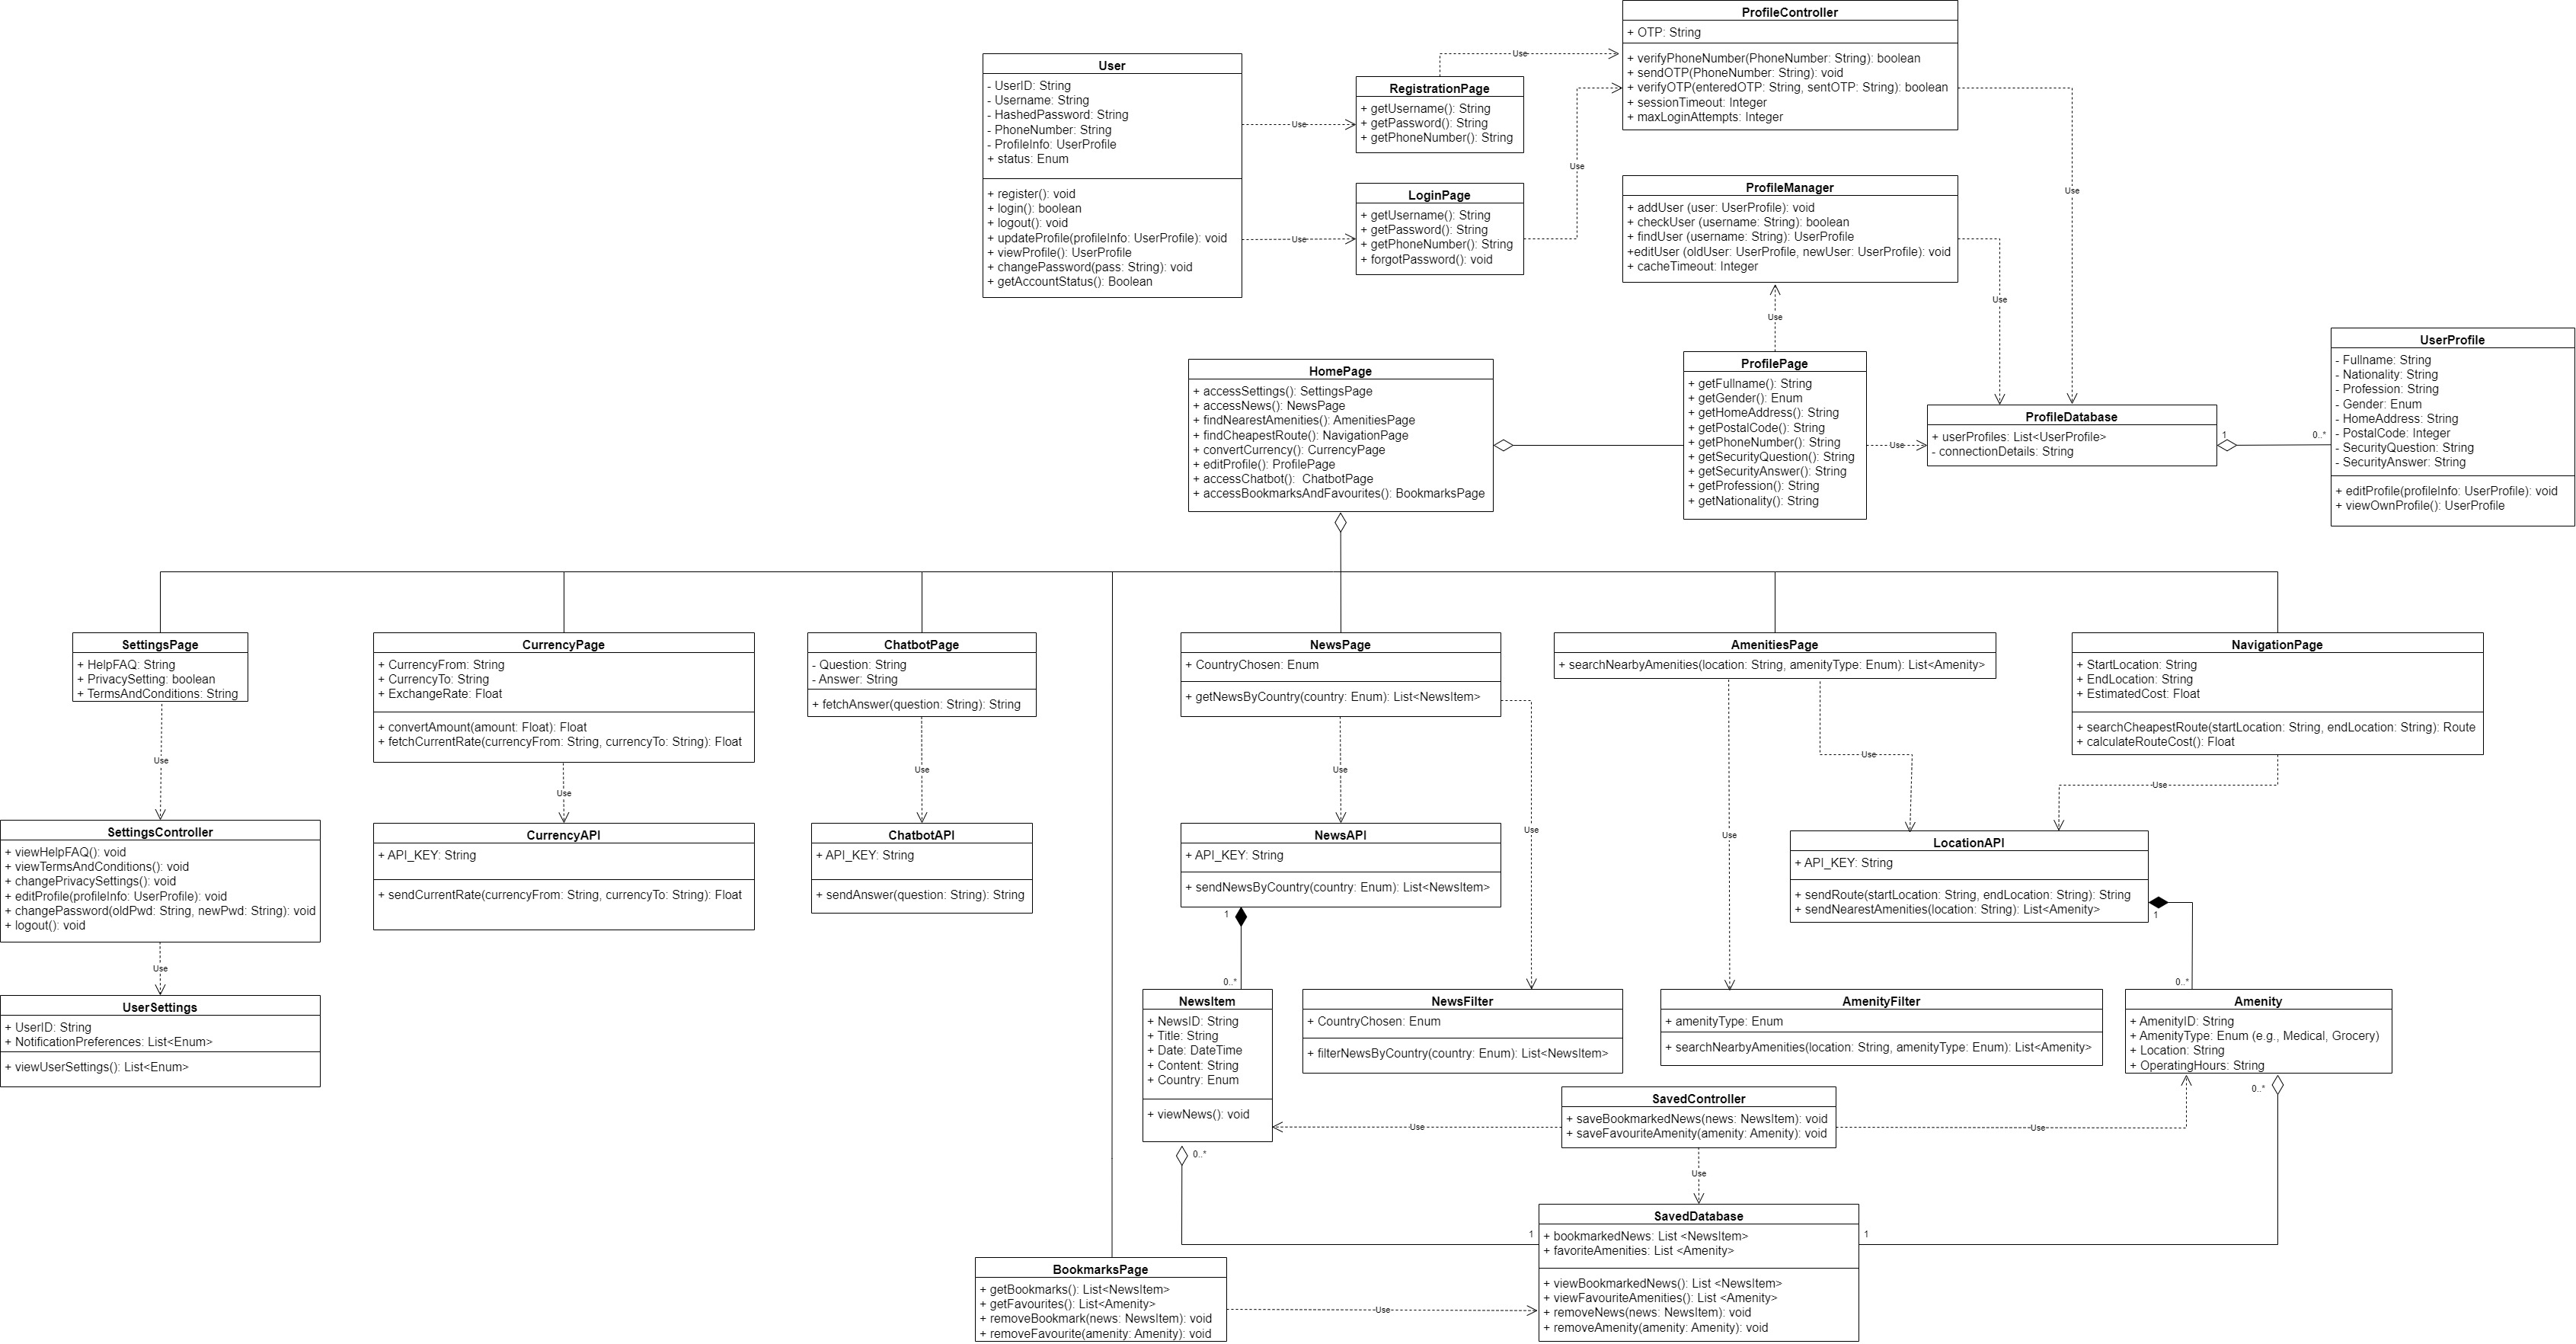 ProfileController
+ OTP: String
+ verifyPhoneNumber(PhoneNumber: String): boolean
+ sendOTP(PhoneNumber: String): void
+ verifyOTP(enteredOTP: String, sentOTP: String): boolean
+ sessionTimeout: Integer
+ maxLoginAttempts: Integer
User
- UserID: String
- Username: String
- HashedPassword: String
- PhoneNumber: String
- ProfileInfo: UserProfile
+ status: Enum
+ register(): void
+ login(): boolean
+ logout(): void
+ updateProfile(profileInfo: UserProfile): void
+ viewProfile(): UserProfile
+ changePassword(pass: String): void
+ getAccountStatus(): Boolean
Use
Use
RegistrationPage
+ getUsername(): String
+ getPassword(): String
+ getPhoneNumber(): String
Use
Use
LoginPage
+ getUsername(): String
+ getPassword(): String
+ getPhoneNumber(): String
+ forgotPassword(): void
Use
ProfileManager
+ addUser (user: UserProfile): void
+ checkUser (username: String): boolean
+ findUser (username: String): UserProfile
+editUser (oldUser: UserProfile, newUser: UserProfile): void
+ cacheTimeout: Integer
Use
Use
Use
HomePage
+ accessSettings(): SettingsPage
+ accessNews(): NewsPage
+ findNearestAmenities(): AmenitiesPage
+ findCheapestRoute(): NavigationPage
+ convertCurrency(): CurrencyPage
+ editProfile(): ProfilePage
+ accessChatbot():  ChatbotPage
+ accessBookmarksAndFavourites(): BookmarksPage
ProfilePage
+ getFullname(): String
+ getGender(): Enum
+ getHomeAddress(): String
+ getPostalCode(): String
+ getPhoneNumber(): String
+ getSecurityQuestion(): String
+ getSecurityAnswer(): String
+ getProfession(): String
+ getNationality(): String
Use
ProfileDatabase
+ userProfiles: List<UserProfile>
- connectionDetails: String
1
0..*
UserProfile
- Fullname: String
- Nationality: String
- Profession: String
- Gender: Enum
- HomeAddress: String
- PostalCode: Integer
- SecurityQuestion: String
- SecurityAnswer: String
+ editProfile(profileInfo: UserProfile): void
+ viewOwnProfile(): UserProfile
SettingsPage
+ HelpFAQ: String
+ PrivacySetting: boolean
+ TermsAndConditions: String
CurrencyPage
+ CurrencyFrom: String
+ CurrencyTo: String
+ ExchangeRate: Float
+ convertAmount(amount: Float): Float
+ fetchCurrentRate(currencyFrom: String, currencyTo: String): Float
ChatbotPage
- Question: String
- Answer: String
+ fetchAnswer(question: String): String
NewsPage
+ CountryChosen: Enum
+ getNewsByCountry(country: Enum): List<NewsItem>
AmenitiesPage
+ searchNearbyAmenities(location: String, amenityType: Enum): List<Amenity>
NavigationPage
+ StartLocation: String
+ EndLocation: String
+ EstimatedCost: Float
+ searchCheapestRoute(startLocation: String, endLocation: String): Route
+ calculateRouteCost(): Float
Use
Use
Use
Use
Use
Use
Use
Use
SettingsController
+ viewHelpFAQ(): void
+ viewTermsAndConditions(): void
+ changePrivacySettings(): void
+ editProfile(profileInfo: UserProfile): void
+ changePassword(oldPwd: String, newPwd: String): void
+ logout(): void
CurrencyAPI
+ API_KEY: String
+ sendCurrentRate(currencyFrom: String, currencyTo: String): Float
ChatbotAPI
+ API_KEY: String
+ sendAnswer(question: String): String
NewsAPI
+ API_KEY: String
+ sendNewsByCountry(country: Enum): List<NewsItem>
LocationAPI
+ API_KEY: String
+ sendRoute(startLocation: String, endLocation: String): String
+ sendNearestAmenities(location: String): List<Amenity>
1
0..*
1
0..*
Use
UserSettings
+ UserID: String
+ NotificationPreferences: List<Enum>
+ viewUserSettings(): List<Enum>
NewsItem
+ NewsID: String
+ Title: String
+ Date: DateTime
+ Content: String
+ Country: Enum
+ viewNews(): void
NewsFilter
+ CountryChosen: Enum
+ filterNewsByCountry(country: Enum): List<NewsItem>
AmenityFilter
+ amenityType: Enum
+ searchNearbyAmenities(location: String, amenityType: Enum): List<Amenity>
Amenity
+ AmenityID: String
+ AmenityType: Enum (e.g., Medical, Grocery)
+ Location: String
+ OperatingHours: String
SavedController
+ saveBookmarkedNews(news: NewsItem): void
+ saveFavouriteAmenity(amenity: Amenity): void
Use
Use
Use
0..*
0..*
1
1
SavedDatabase
+ bookmarkedNews: List <NewsItem>
+ favoriteAmenities: List <Amenity>
+ viewBookmarkedNews(): List <NewsItem>
+ viewFavouriteAmenities(): List <Amenity>
+ removeNews(news: NewsItem): void
+ removeAmenity(amenity: Amenity): void
BookmarksPage
+ getBookmarks(): List<NewsItem>
+ getFavourites(): List<Amenity>
+ removeBookmark(news: NewsItem): void
+ removeFavourite(amenity: Amenity): void
Use